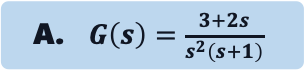 A. G(s) = 3+2s / s²(s+1)